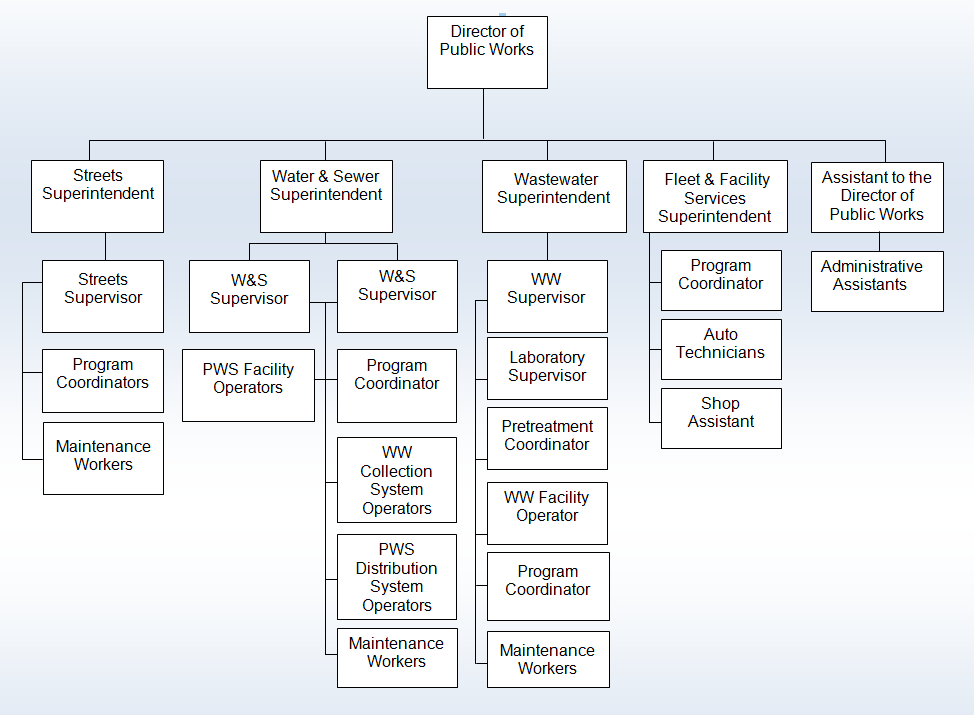 Director of
Public Works
Streets
Superintendent
Water & Sewer
Superintendent
Wastewater
Superintendent
Fleet & Facility
Services
Superintendent
Assistant to the
Director of
Public Works
Streets
Supervisor
Program
Coordinators
Maintenance
Workers
W&S
Supervisor
PWS Facility
Operators
W&S
Supervisor
Program
Coordinator
WW
Collection
System
Operators
PWS
Distribution
System
Operators
Maintenance
Workers
WW
Supervisor
Laboratory
Supervisor
Pretreatment
Coordinator
WW Facility
Operator
Program
Coordinator
Maintenance
Workers
Program
Coordinator
Auto
Technicians
Shop
Assistant
Administrative
Assistants